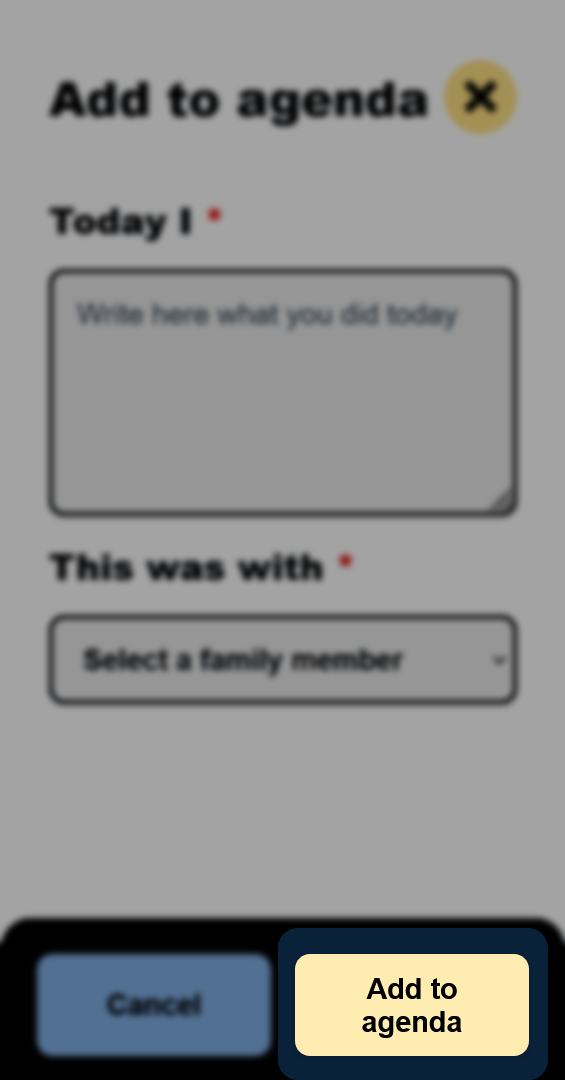 Add to agenda
Today I *
Write here what you did today
This was with *
Select a family member
Cancel
Add to
agenda